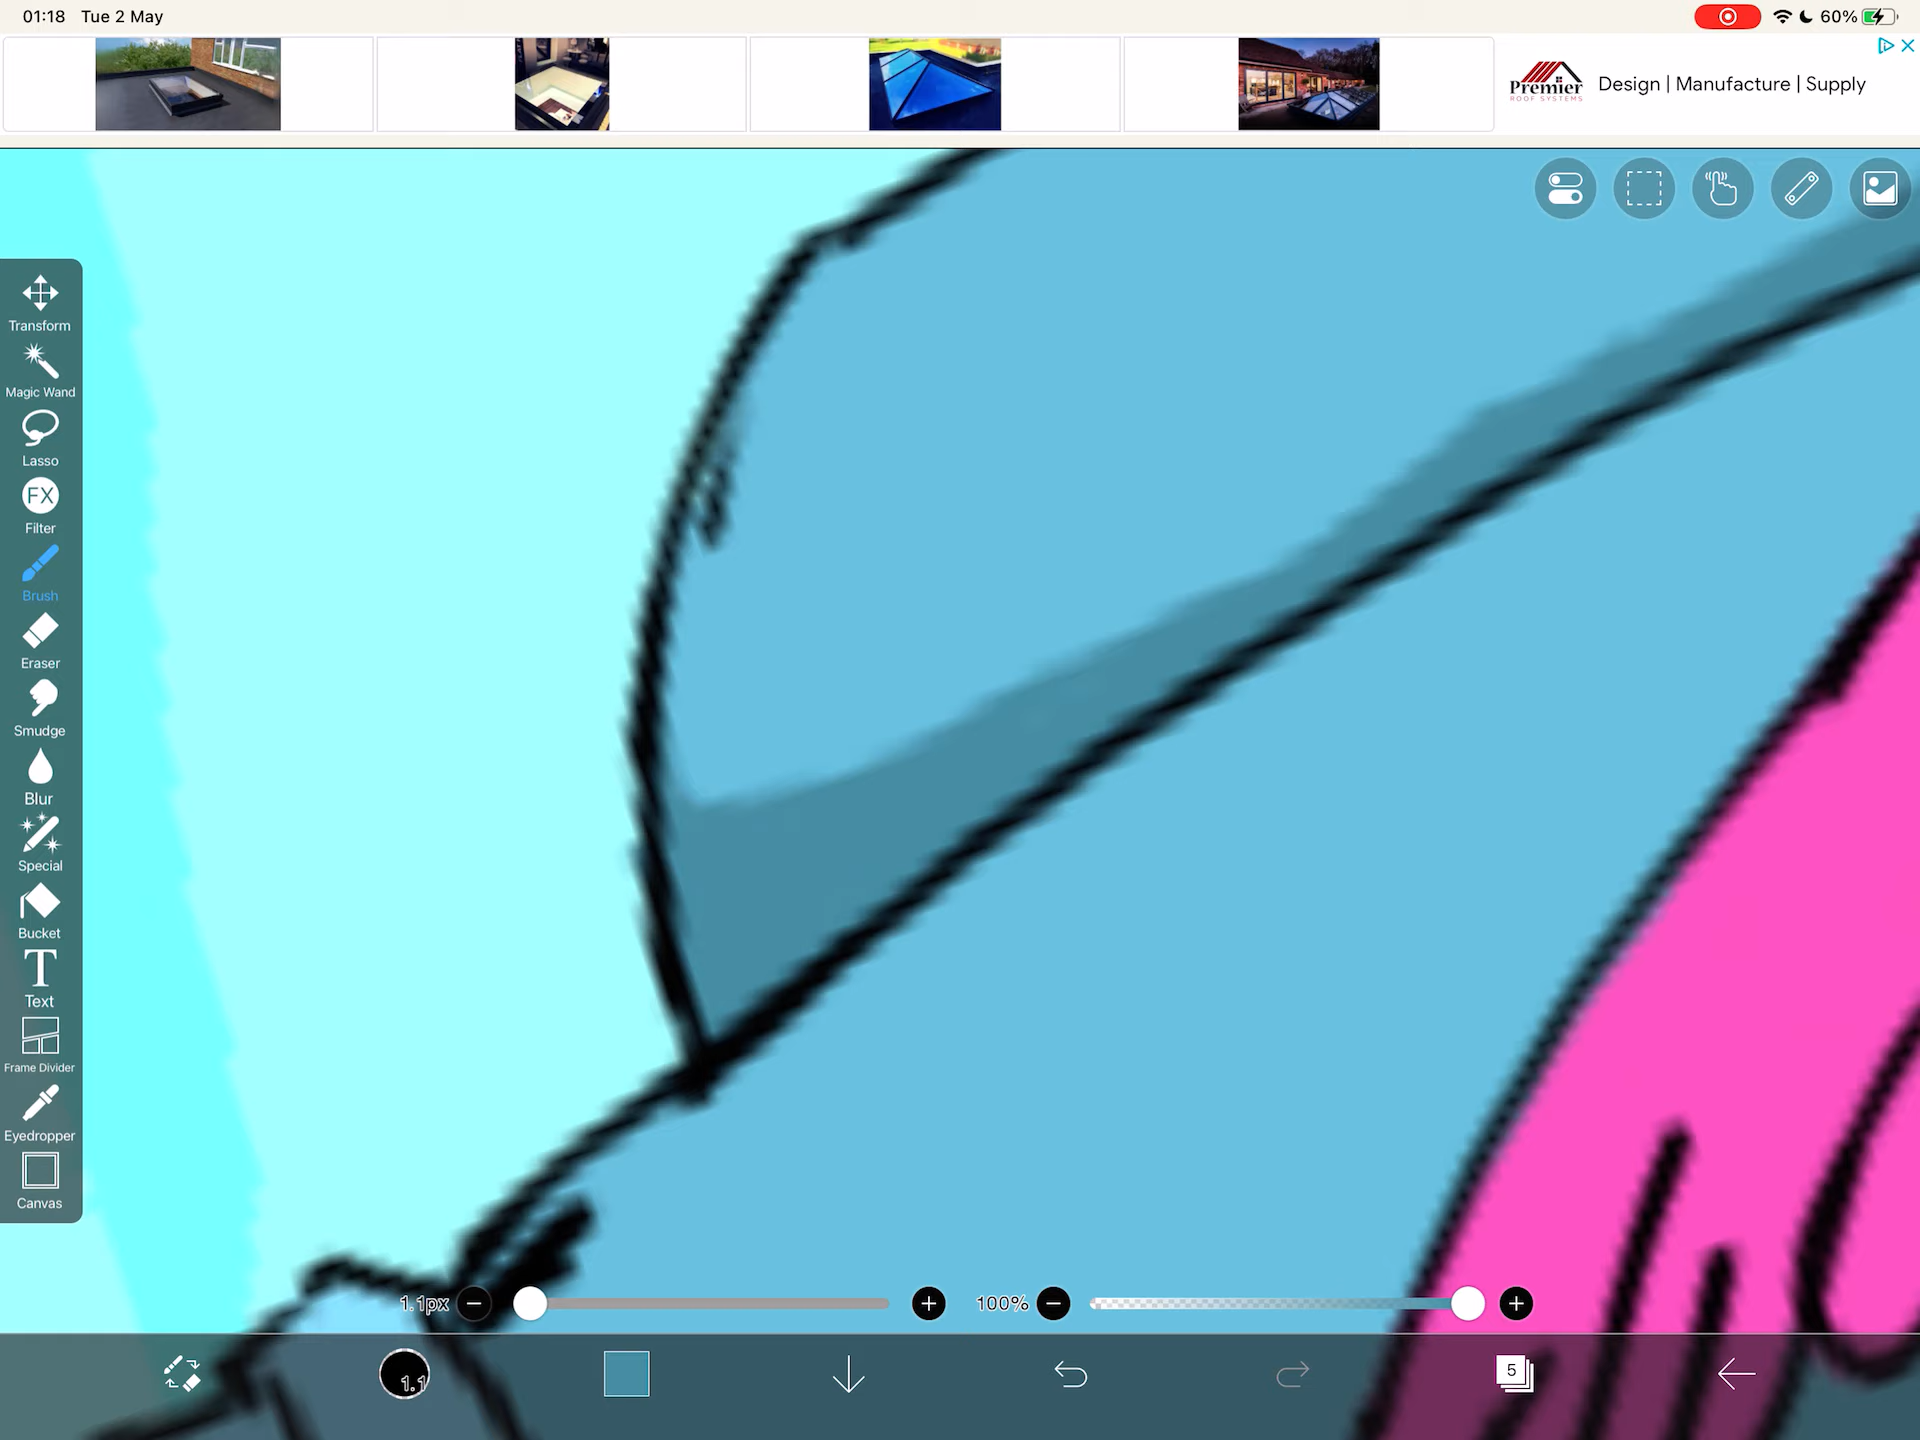 01:18 Tue 2 May
60%
Premier
ROOF SYSTEMS
Design | Manufacture | Supply
Transform
Magic Wand
Lasso
FX
Filter
Brush
Eraser
Smudge
Blur
Special
Bucket
T
Text
Frame Divider
Eyedropper
Canvas
1.1px
100%
1.1
5